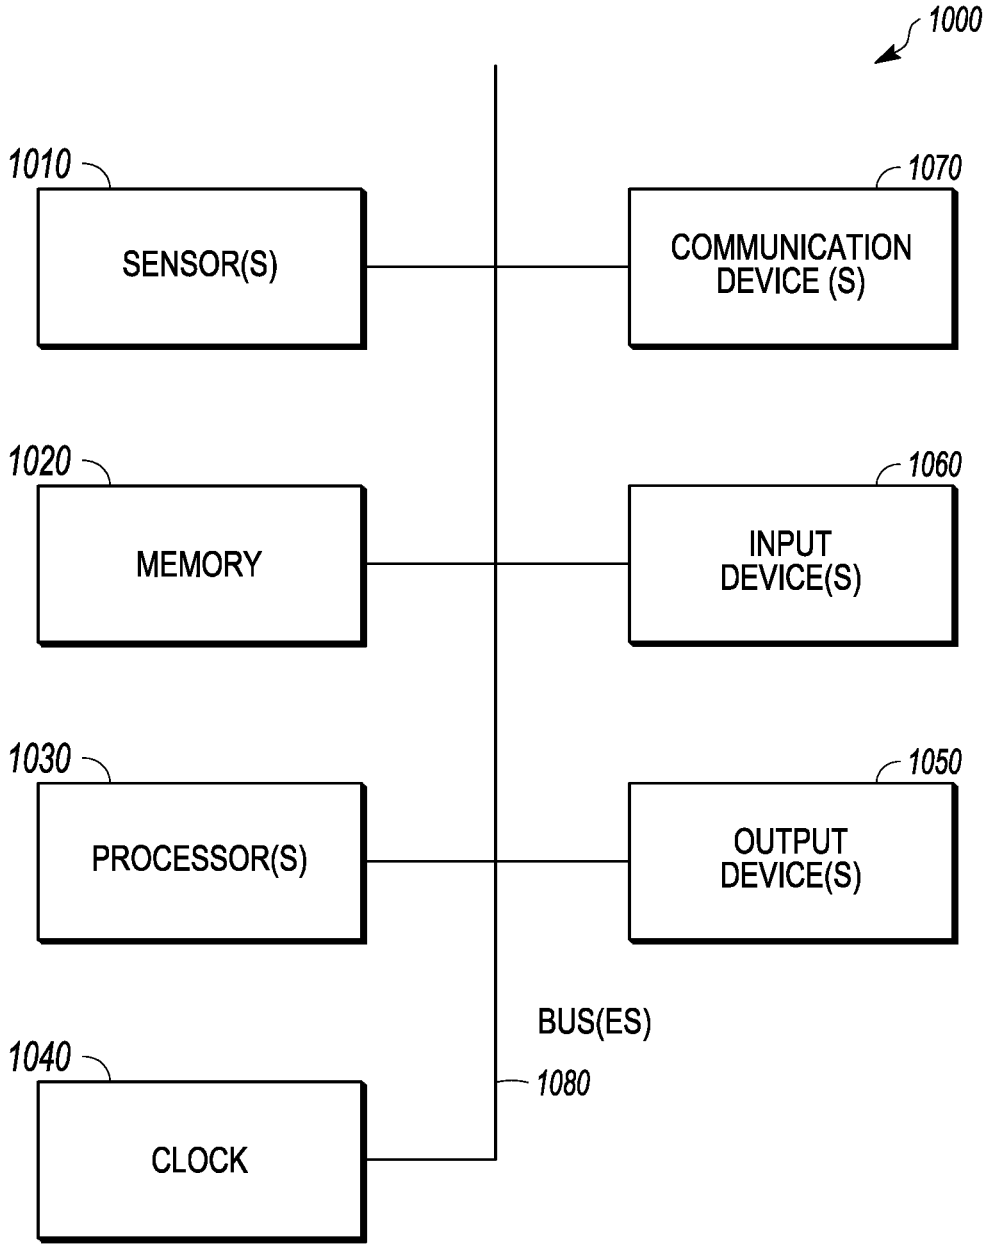 1000
1010
SENSOR(S)
1070
COMMUNICATION
DEVICE (S)
1020
MEMORY
1060
INPUT
DEVICE(S)
1030
PROCESSOR(S)
1050
OUTPUT
DEVICE(S)
BUS(ES)
1080
1040
CLOCK